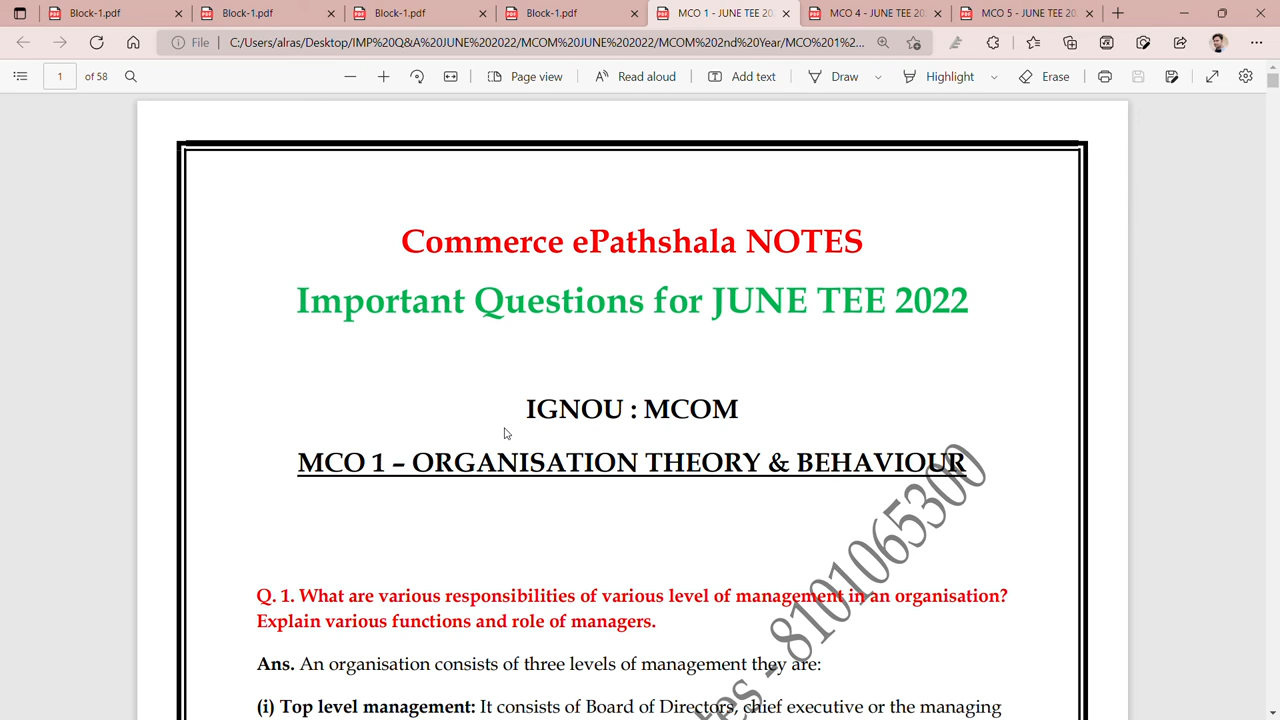 Block-1.pdf
Block-1.pdf
Block-1.pdf
Block-1.pdf
MCO 1 - JUNE TEE 202
MCO 4 - JUNE TEE 202
MCO 5 - JUNE TEE 202
File
C:/Users/alras/Desktop/IMP%20Q&A%20JUNE%202022/MCOM%20JUNE%202022/MCOM%202nd%20Year/MCO%201%2...
1 of 58
Page view
Read aloud
Add text
Draw
Highlight
Erase
Commerce ePathshala NOTES
Important Questions for JUNE TEE 2022
IGNOU : MCOM
MCO 1 – ORGANISATION THEORY & BEHAVIOUR
Q. 1. What are various responsibilities of various level of management in an organisation?
Explain various functions and role of managers.
Ans. An organisation consists of three levels of management they are:
(i) Top level management: It consists of Board of Directors, chief executive or the managing
tes - 8101065300